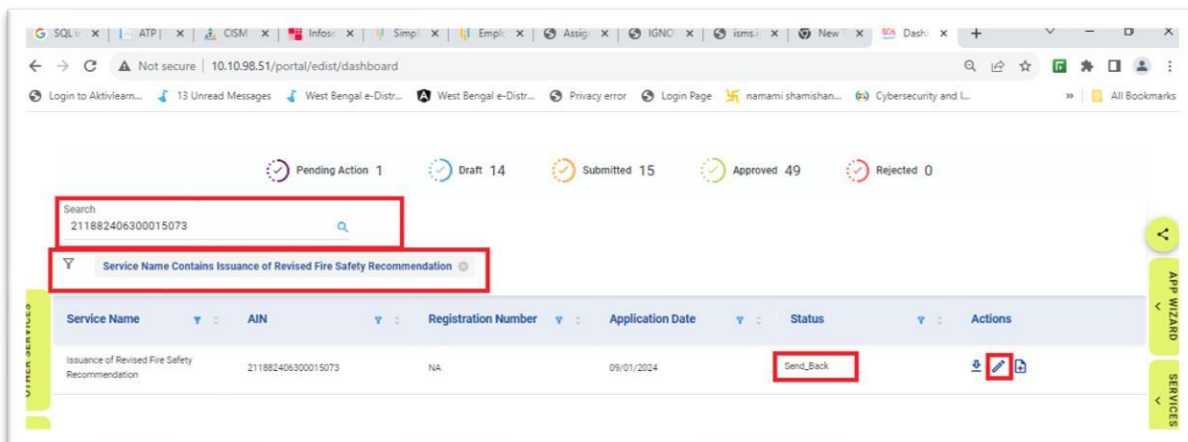 SQL i
ATP |
CISM
Infose
Simpl
Emplo
Assig
IGNO
isms.i
New T
Dash
Not secure | 10.10.98.51/portal/edist/dashboard
Login to Aktivlearn... 13 Unread Messages West Bengal e-Distr... West Bengal e-Distr... Privacy error Login Page namami shamishan... Cybersecurity and I... » All Bookmarks
Pending Action 1 Draft 14 Submitted 15 Approved 49 Rejected 0
Search
211882406300015073
Service Name Contains Issuance of Revised Fire Safety Recommendation
Service Name AIN Registration Number Application Date Status Actions
Issuance of Revised Fire Safety
Recommendation 211882406300015073 NA 09/01/2024 Send_Back
OTHER SERVICES
APP WIZARD
SERVICES